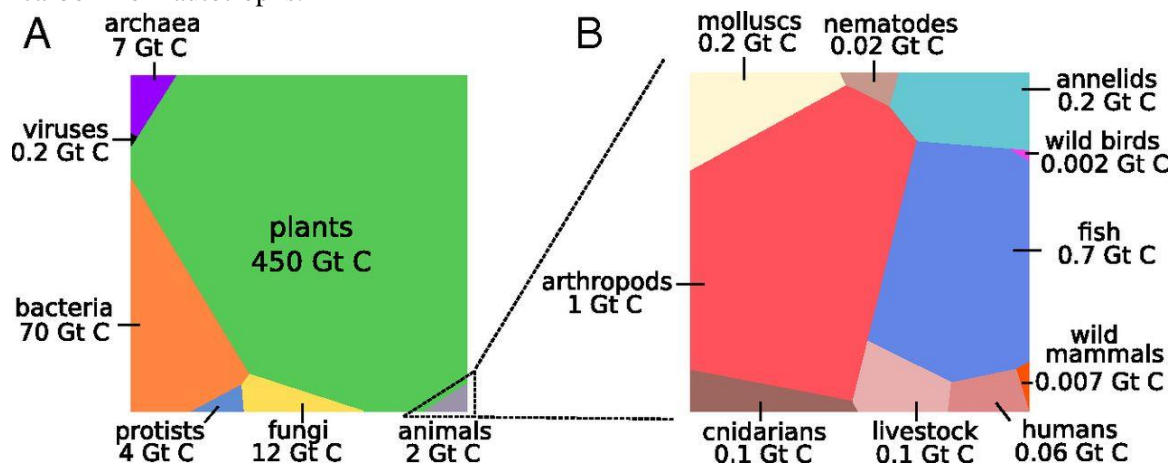 A
archaea
7 Gt C
viruses
0.2 Gt C
plants
450 Gt C
bacteria
70 Gt C
protists
4 Gt C
fungi
12 Gt C
animals
2 Gt C
B
molluscs
0.2 Gt C
nematodes
0.02 Gt C
annelids
0.2 Gt C
wild birds
0.002 Gt C
fish
0.7 Gt C
arthropods
1 Gt C
wild
mammals
0.007 Gt C
cnidarians
0.1 Gt C
livestock
0.1 Gt C
humans
0.06 Gt C